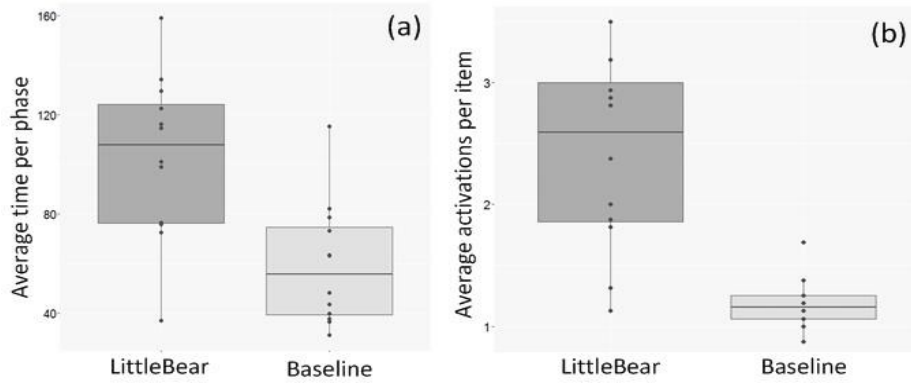 (a)
Average time per phase
160
120
80
40
LittleBear
Baseline
(b)
Average activations per item
3
2
1
LittleBear
Baseline